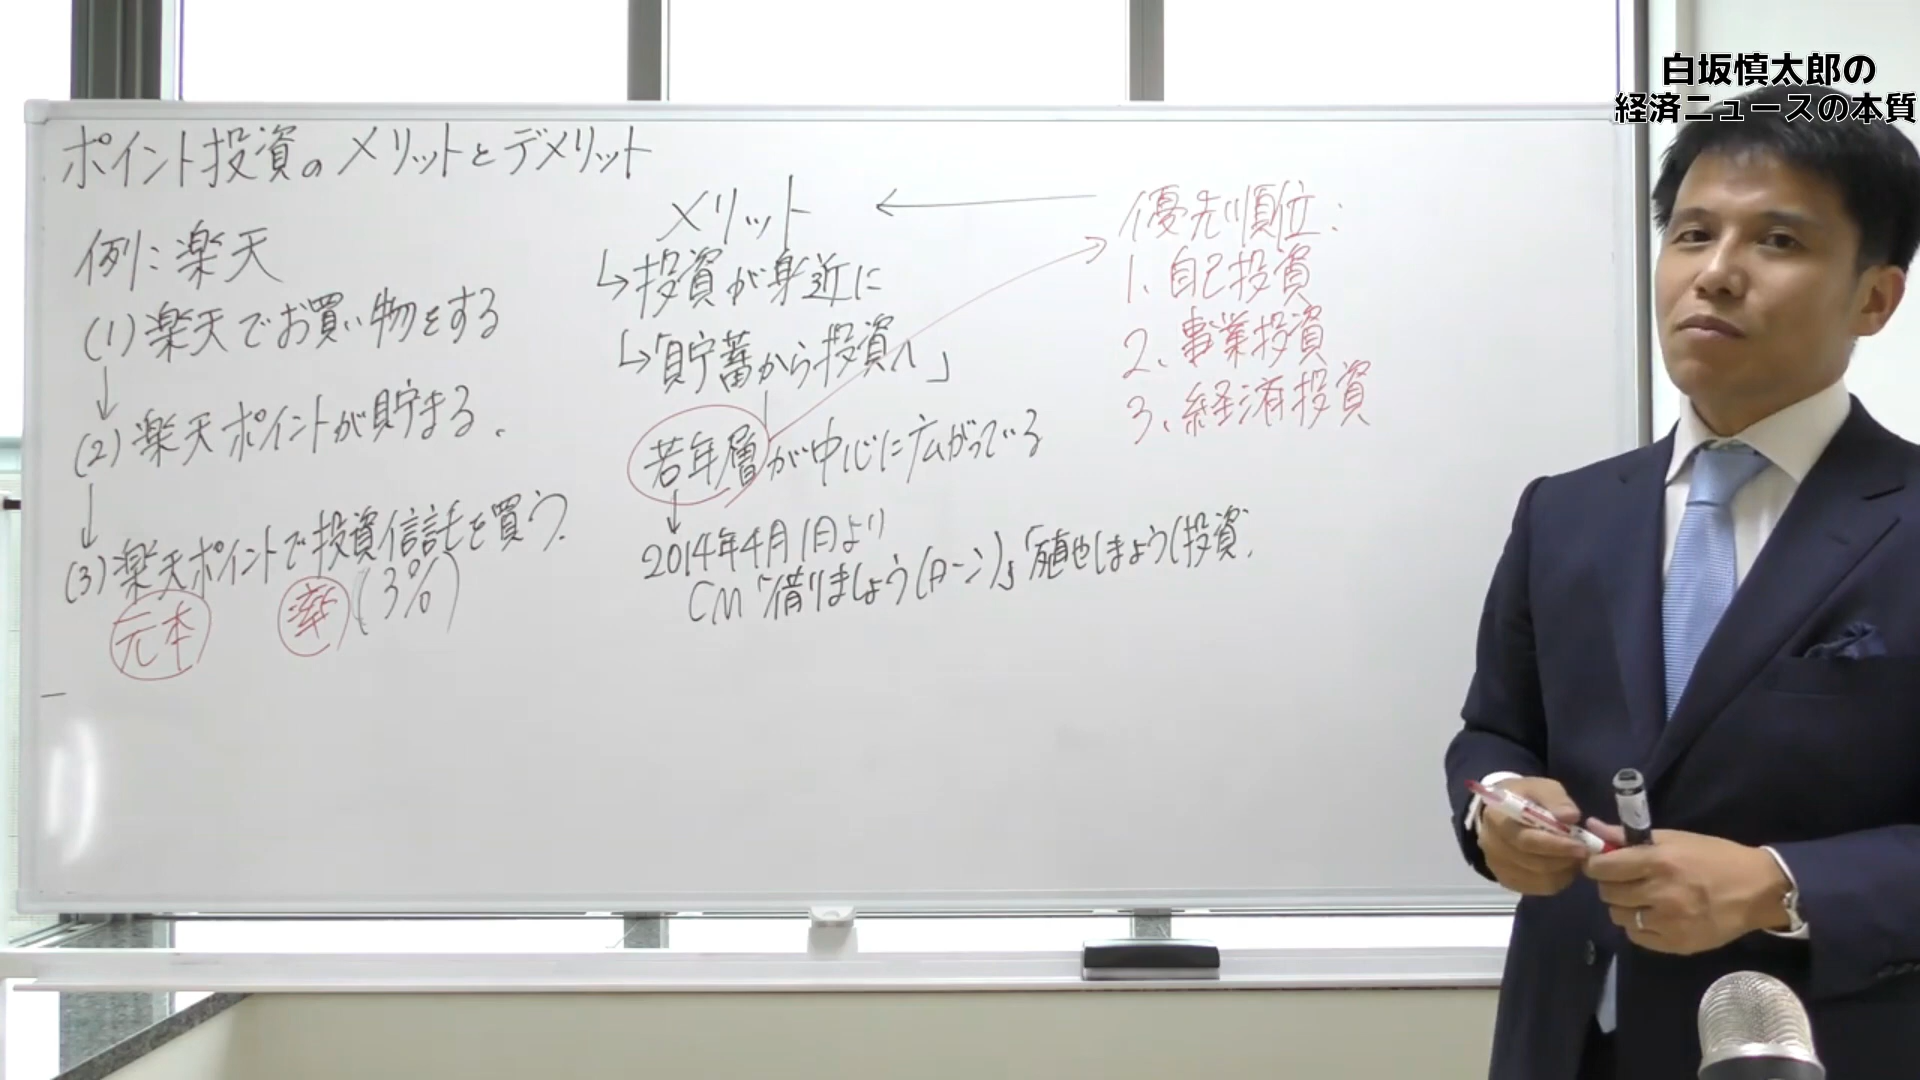 白坂慎太郎の
経済ニュースの本質
ポイント投資のメリットとデメリット
例:楽天
(1)楽天でお買い物をする
↓
(2)楽天ポイントが貯まる.
↓
(3)楽天ポイントで投資信託を買う.
元本 率 (3%)
メリット ←
↳投資が身近に
↳「貯蓄から投資へ」
若年層が中心に広がっている
↓
2014年4月1日より
CM「借りましょう(ローン)」「殖やしましょう(投資.
優先順位:
1、自己投資
2、事業投資
3、経済投資